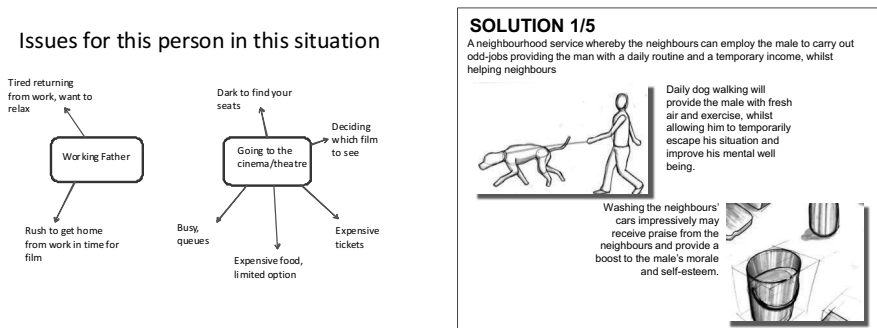 Issues for this person in this situation
Tired returning
from work, want to
relax
Working Father
Rush to get home
from work in time for
film
Dark to find your
seats
Deciding
which film
to see
Going to the
cinema/theatre
Busy,
queues
Expensive food,
limited option
Expensive
tickets
SOLUTION 1/5
A neighbourhood service whereby the neighbours can employ the male to carry out
odd-jobs providing the man with a daily routine and a temporary income, whilst
helping neighbours
Daily dog walking will
provide the male with fresh
air and exercise, whilst
allowing him to temporarily
escape his situation and
improve his mental well
being.
Washing the neighbours'
cars impressively may
receive praise from the
neighbours and provide a
boost to the male's morale
and self-esteem.